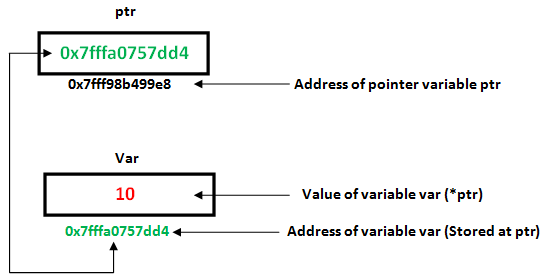 ptr
0x7fffa0757dd4
0x7fff98b499e8 Address of pointer variable ptr
Var
10 Value of variable var (*ptr)
0x7fffa0757dd4 Address of variable var (Stored at ptr)